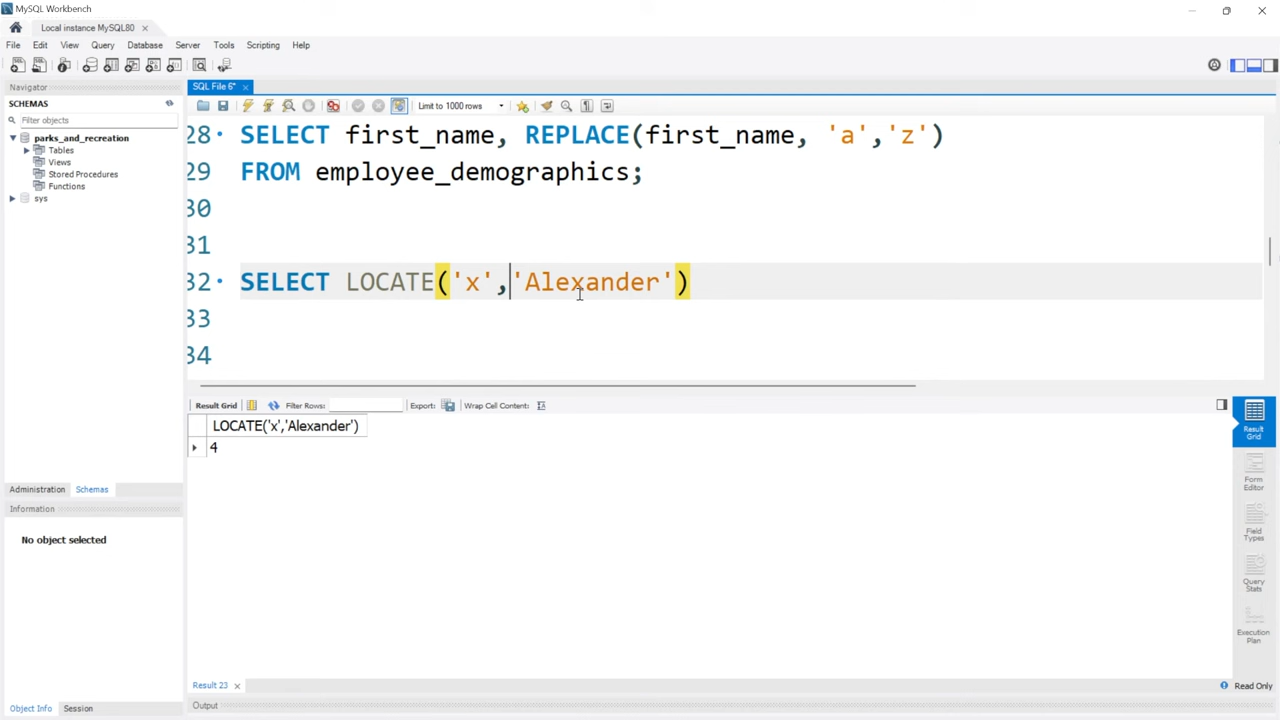 MySQL Workbench
Local instance MySQL80
File Edit View Query Database Server Tools Scripting Help
Navigator
SCHEMAS
Filter objects
parks_and_recreation
Tables
Views
Stored Procedures
Functions
sys
Administration Schemas
Information
No object selected
Object Info Session
SQL File 6*
Limit to 1000 rows
28 SELECT first_name, REPLACE(first_name, 'a','z')
29 FROM employee_demographics;
30
31
32 SELECT LOCATE('x','Alexander')
33
34
Result Grid Filter Rows: Export: Wrap Cell Content:
LOCATE('x','Alexander')
4
Result
Grid
Form
Editor
Field
Types
Query
Stats
Execution
Plan
Result 23
Read Only
Output